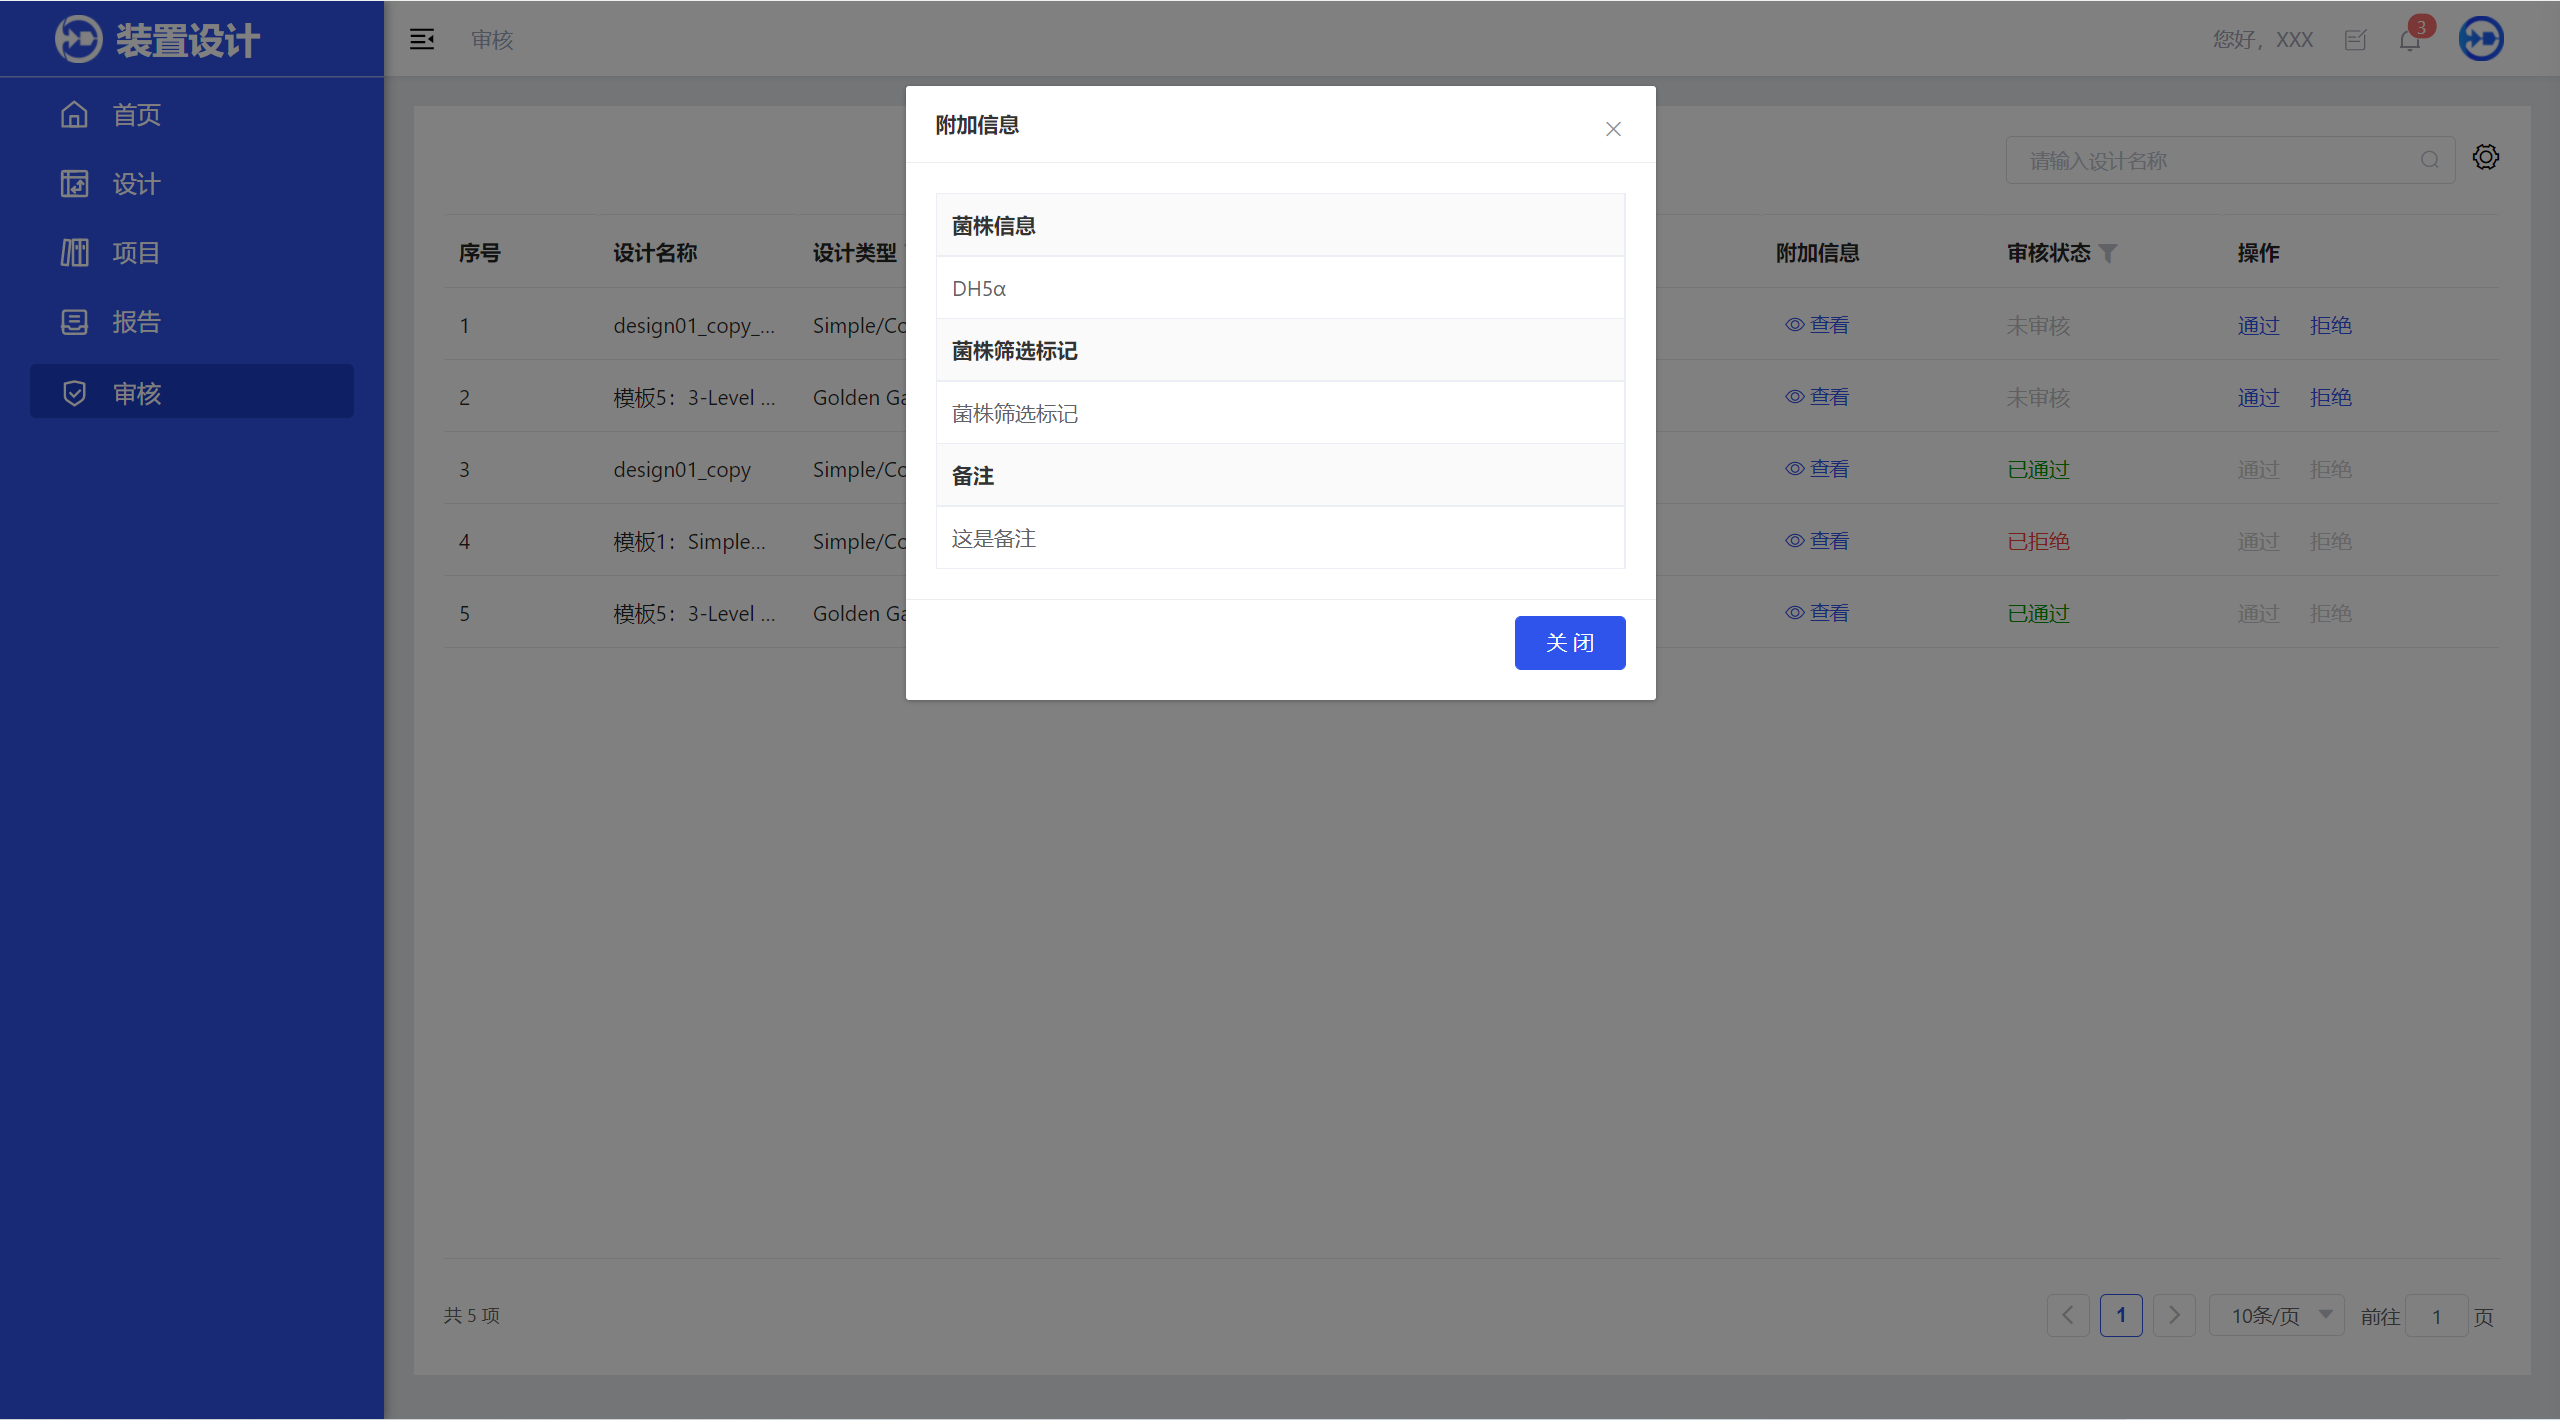 装置设计
审核
您好，XXX
3
首页
设计
项目
报告
审核
附加信息
菌株信息
DH5α
菌株筛选标记
菌株筛选标记
备注
这是备注
关 闭
请输入设计名称
序号 设计名称 设计类型 附加信息 审核状态 操作
1 design01_copy_... Simple/Co 查看 未审核 通过 拒绝
2 模板5：3-Level ... Golden Ga 查看 未审核 通过 拒绝
3 design01_copy Simple/Co 查看 已通过 通过 拒绝
4 模板1：Simple... Simple/Co 查看 已拒绝 通过 拒绝
5 模板5：3-Level ... Golden Ga 查看 已通过 通过 拒绝
共 5 项
1 10条/页 前往 1 页